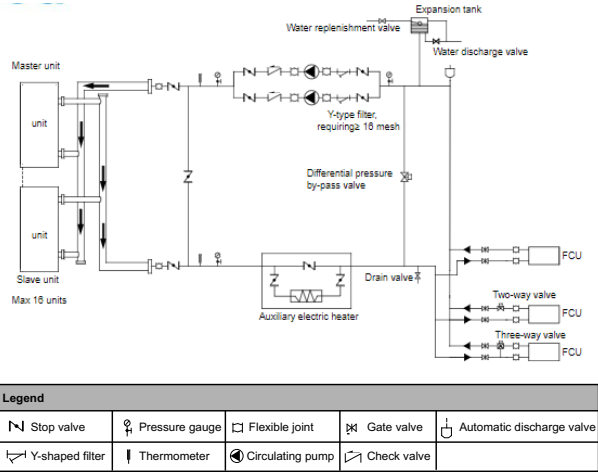 Expansion tank
Water replenishment valve
Water discharge valve
Master unit
unit
Y-type filter,
requiring≥ 16 mesh
Differential pressure
by-pass valve
unit
Slave unit
Max 16 units
Drain valve
Auxiliary electric heater
FCU
Two-way valve
FCU
Three-way valve
FCU
Legend
Stop valve
Pressure gauge
Flexible joint
Gate valve
Automatic discharge valve
Y-shaped filter
Thermometer
Circulating pump
Check valve